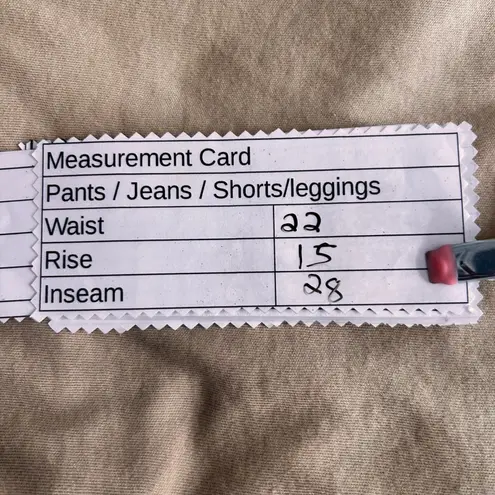 Measurement Card
Pants / Jeans / Shorts/leggings
Waist 22
Rise 15
Inseam 28